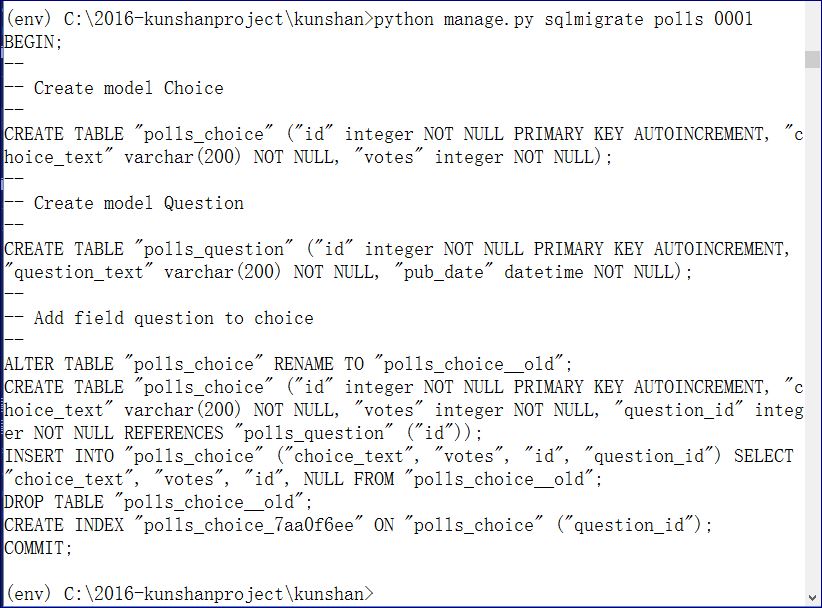 (env) C:\2016-kunshanproject\kunshan>python manage.py sqlmigrate polls 0001
BEGIN;
--
-- Create model Choice
--
CREATE TABLE "polls_choice" ("id" integer NOT NULL PRIMARY KEY AUTOINCREMENT, "c
hoice_text" varchar(200) NOT NULL, "votes" integer NOT NULL);
--
-- Create model Question
--
CREATE TABLE "polls_question" ("id" integer NOT NULL PRIMARY KEY AUTOINCREMENT,
"question_text" varchar(200) NOT NULL, "pub_date" datetime NOT NULL);
--
-- Add field question to choice
--
ALTER TABLE "polls_choice" RENAME TO "polls_choice__old";
CREATE TABLE "polls_choice" ("id" integer NOT NULL PRIMARY KEY AUTOINCREMENT, "c
hoice_text" varchar(200) NOT NULL, "votes" integer NOT NULL, "question_id" integ
er NOT NULL REFERENCES "polls_question" ("id"));
INSERT INTO "polls_choice" ("choice_text", "votes", "id", "question_id") SELECT
"choice_text", "votes", "id", NULL FROM "polls_choice__old";
DROP TABLE "polls_choice__old";
CREATE INDEX "polls_choice_7aa0f6ee" ON "polls_choice" ("question_id");
COMMIT;
(env) C:\2016-kunshanproject\kunshan>